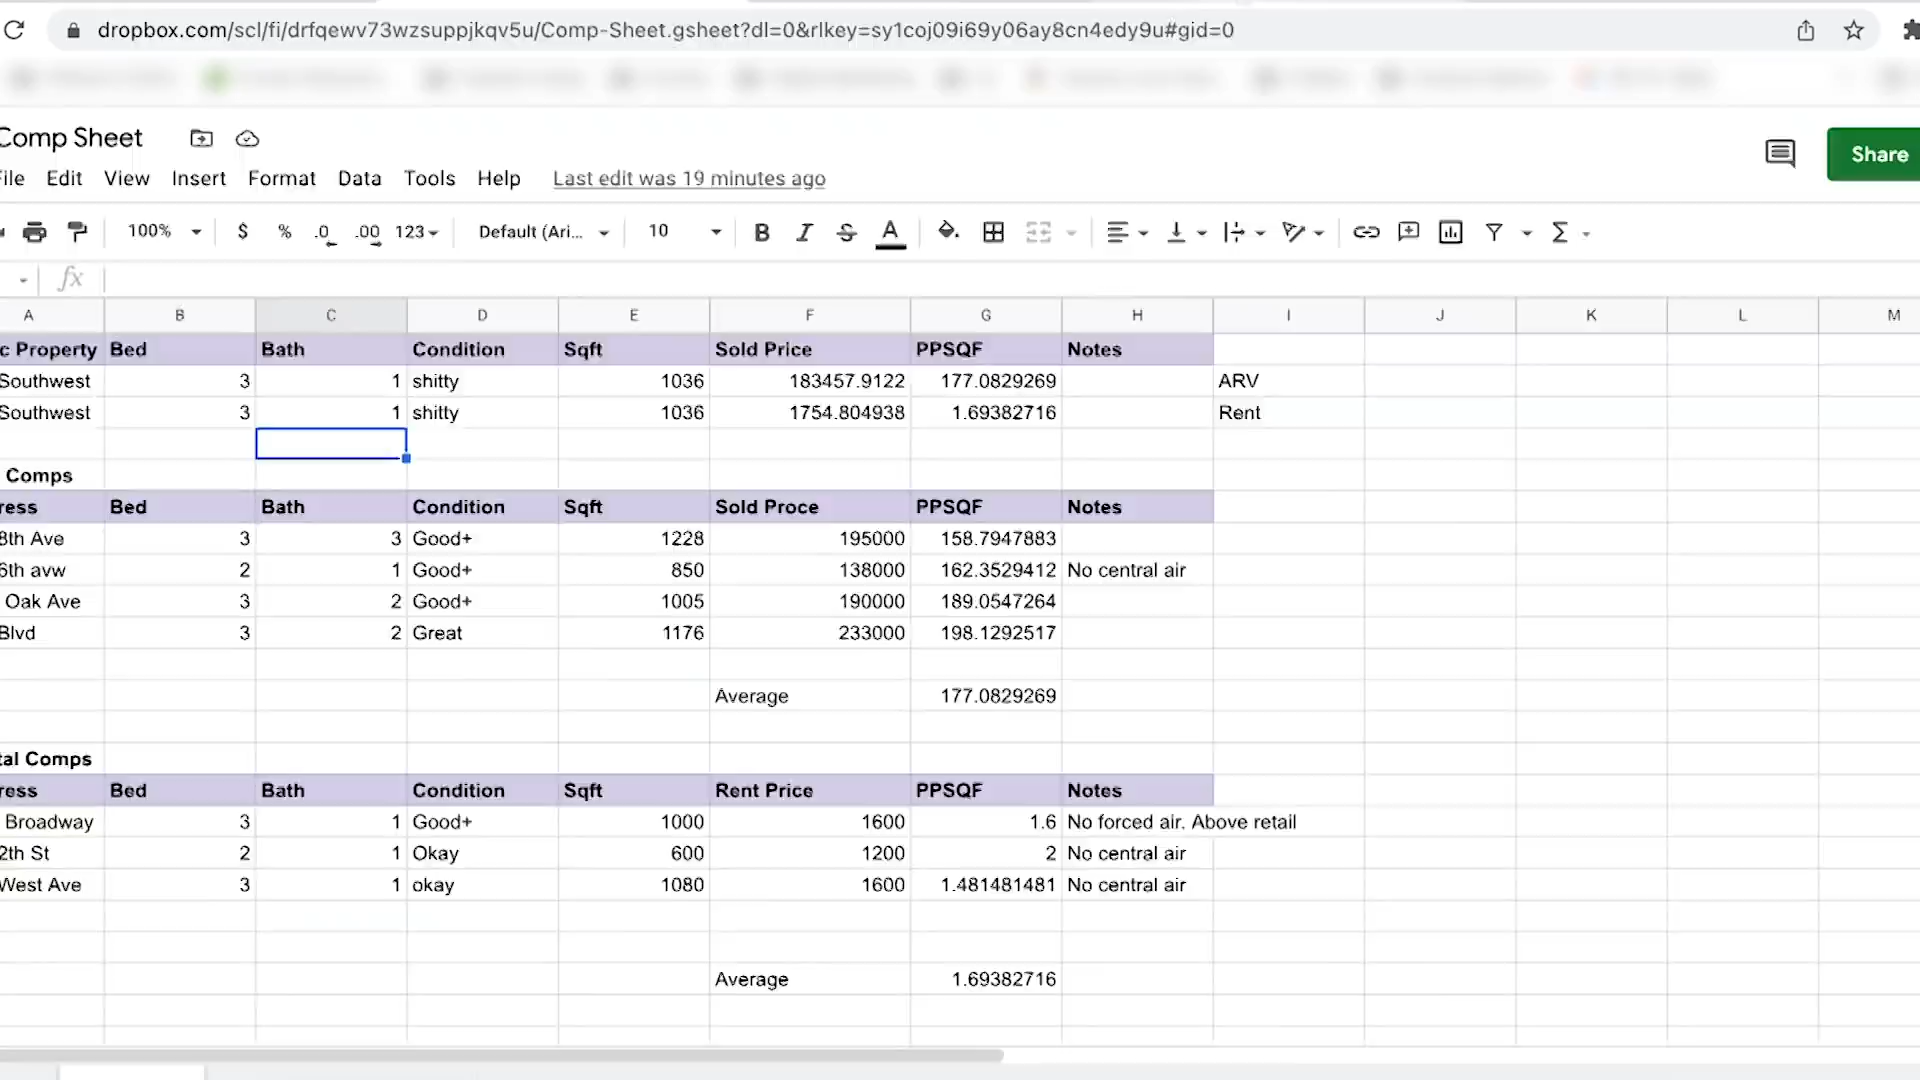 dropbox.com/scl/fi/drfqewv73wzsuppjkqv5u/Comp-Sheet.gsheet?dl=0&rlkey=sy1coj09i69y06ay8cn4edy9u#gid=0
Comp Sheet
Share
File Edit View Insert Format Data Tools Help Last edit was 19 minutes ago
100% $ % .0 .00 123 Default (Ari... 10 B I S A
fx
A B C D E F G H I J K L M
c Property Bed Bath Condition Sqft Sold Price PPSQF Notes
Southwest 3 1 shitty 1036 183457.9122 177.0829269 ARV
Southwest 3 1 shitty 1036 1754.804938 1.69382716 Rent
Comps
ress Bed Bath Condition Sqft Sold Proce PPSQF Notes
8th Ave 3 3 Good+ 1228 195000 158.7947883
6th avw 2 1 Good+ 850 138000 162.3529412 No central air
Oak Ave 3 2 Good+ 1005 190000 189.0547264
Blvd 3 2 Great 1176 233000 198.1292517
Average 177.0829269
tal Comps
ress Bed Bath Condition Sqft Rent Price PPSQF Notes
Broadway 3 1 Good+ 1000 1600 1.6 No forced air. Above retail
2th St 2 1 Okay 600 1200 2 No central air
West Ave 3 1 okay 1080 1600 1.481481481 No central air
Average 1.69382716